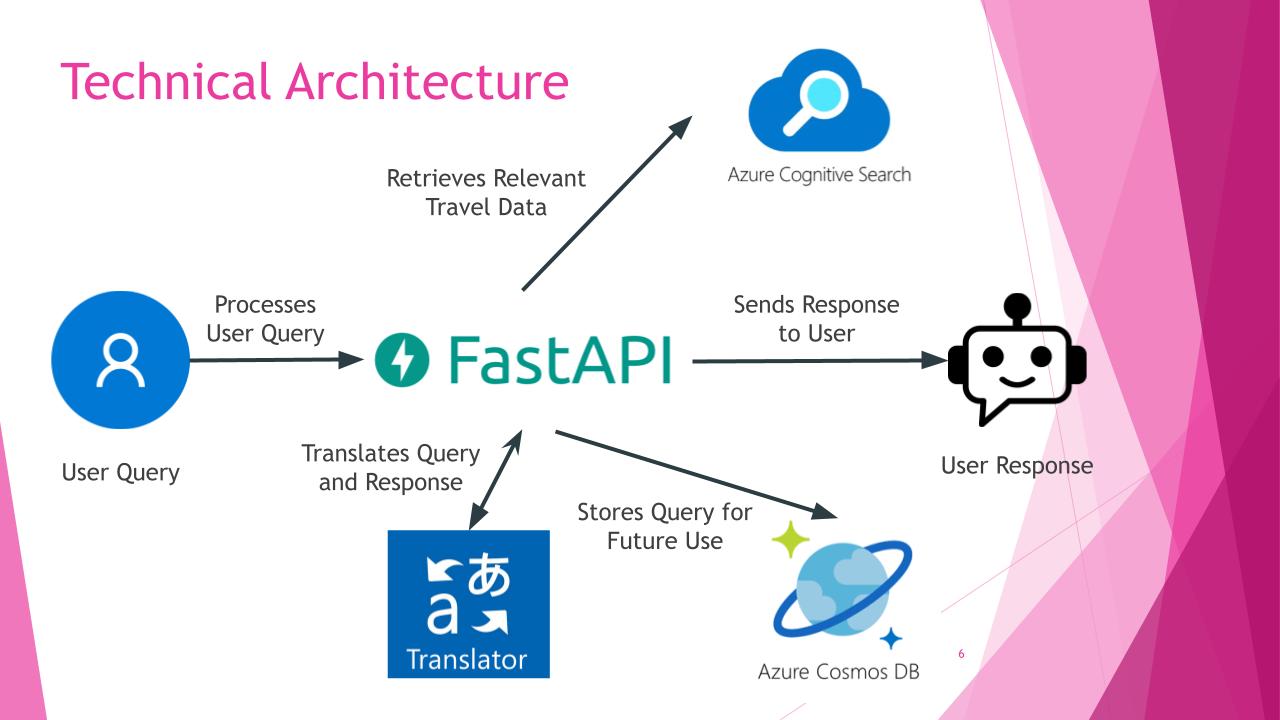 Technical Architecture
Azure Cognitive Search
Retrieves Relevant
Travel Data
Processes
User Query
FastAPI
Sends Response
to User
User Query
User Response
Translates Query
and Response
Stores Query for
Future Use
a あ
Translator
Azure Cosmos DB
6